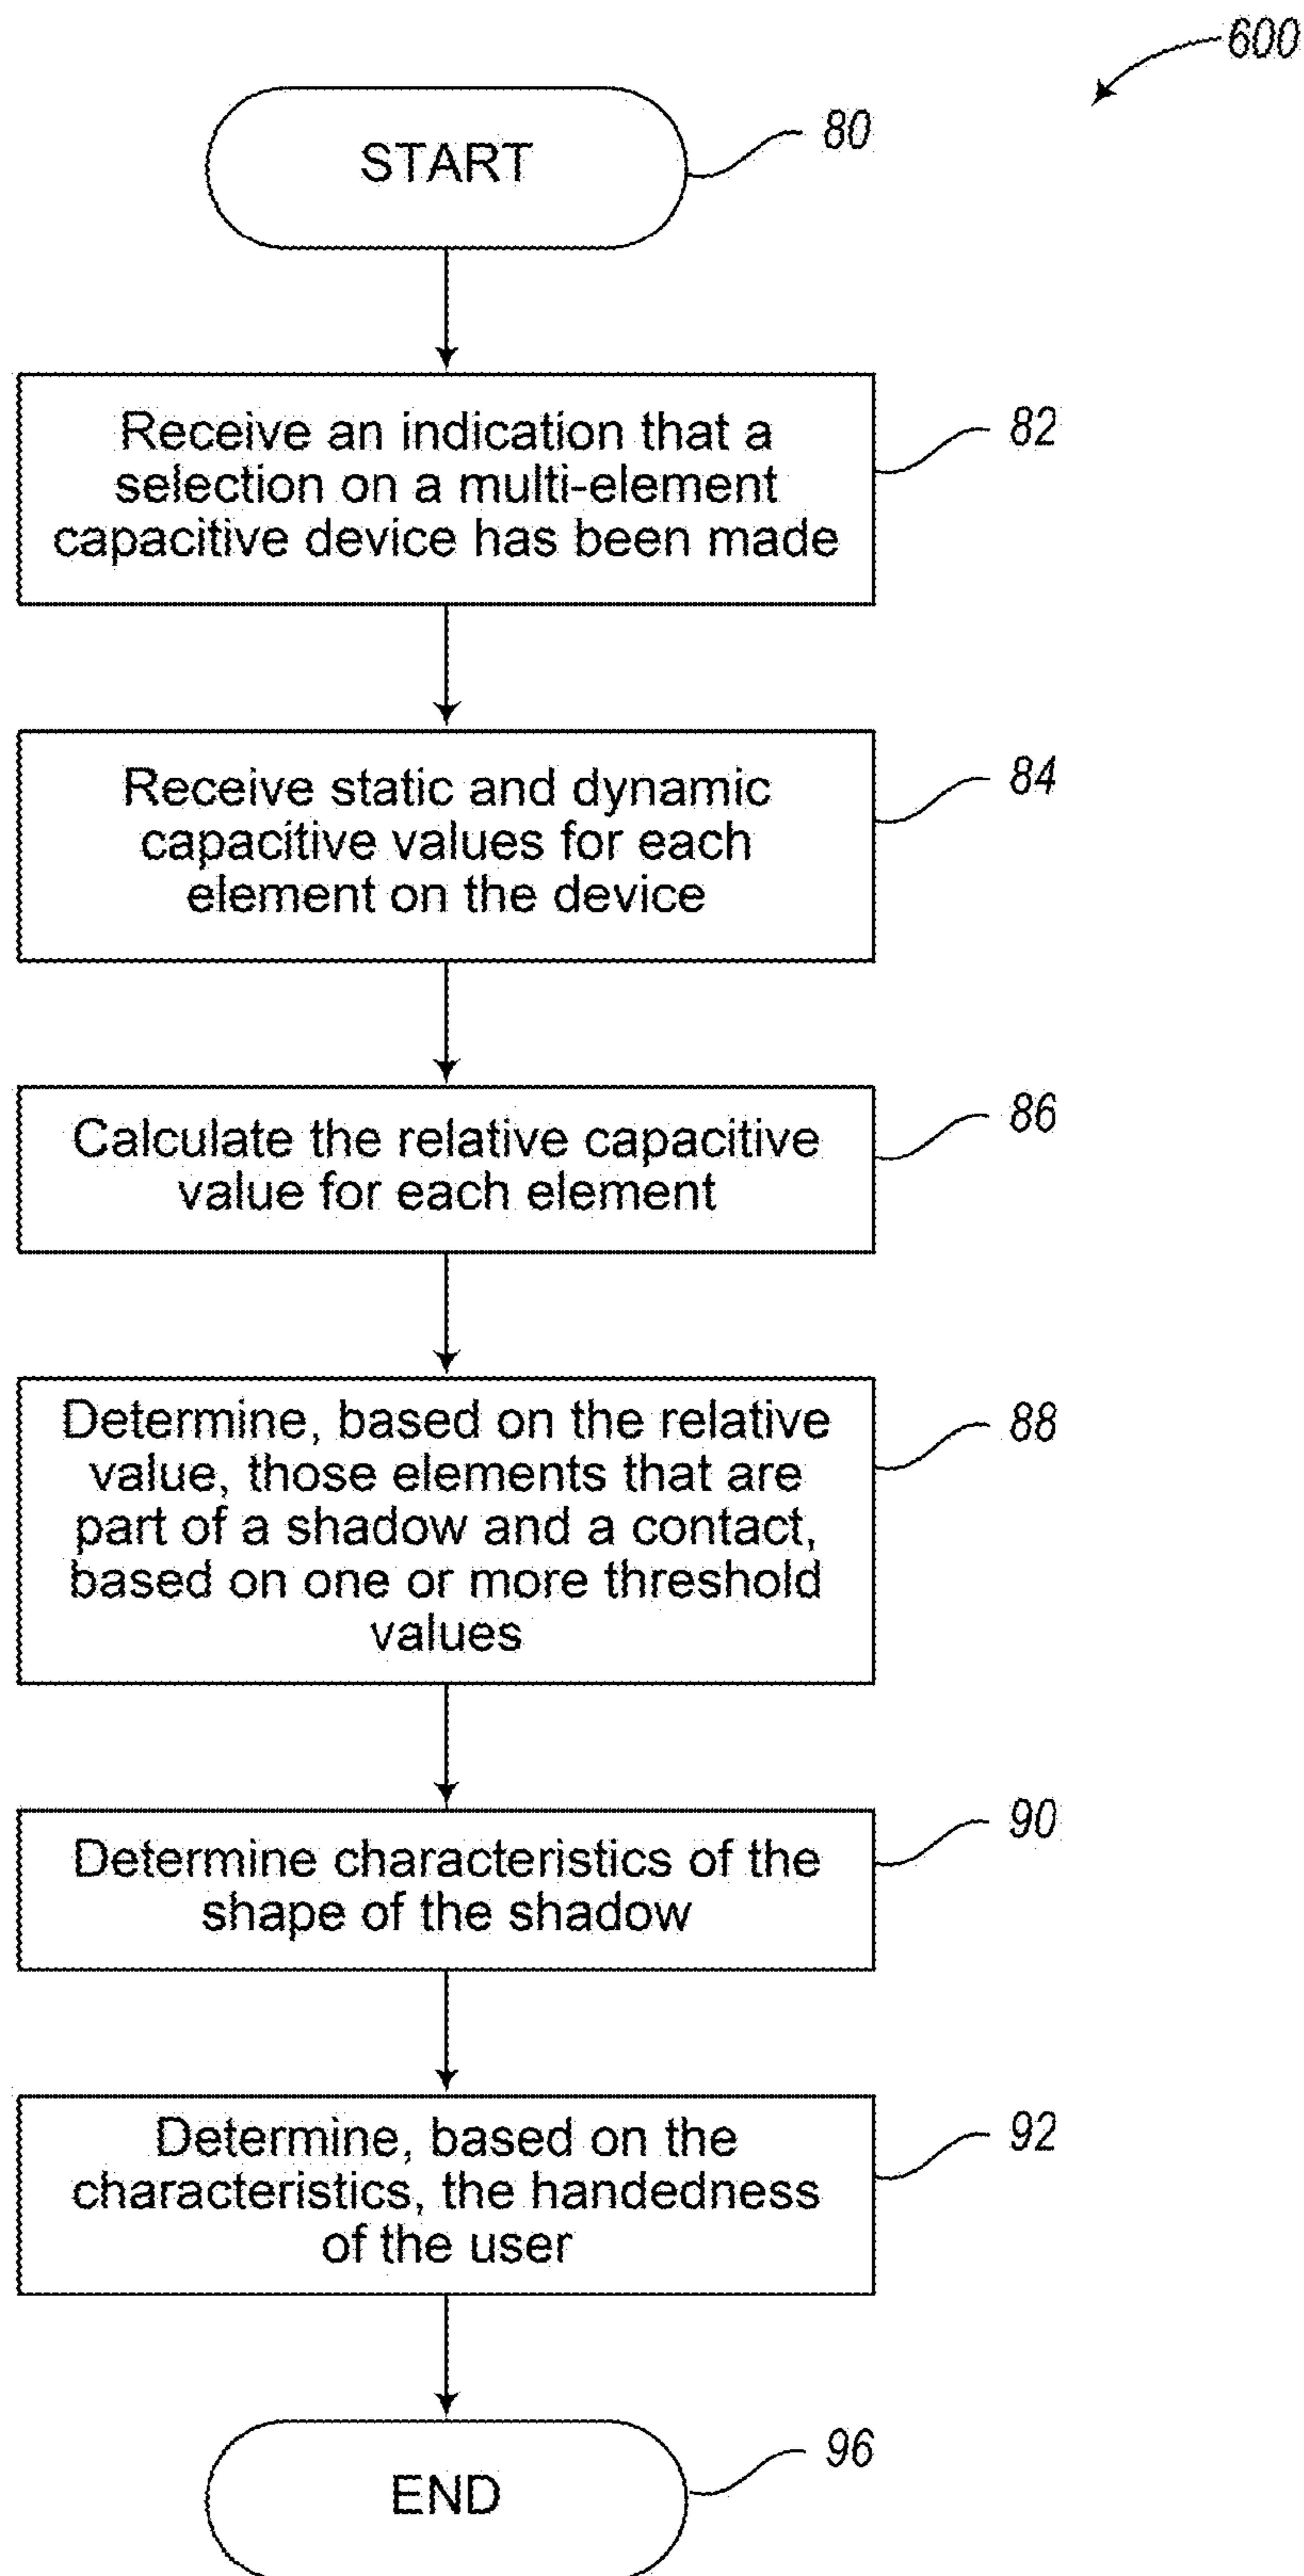 600
START
80
Receive an indication that a
selection on a multi-element
capacitive device has been made
82
Receive static and dynamic
capacitive values for each
element on the device
84
Calculate the relative capacitive
value for each element
86
Determine, based on the relative
value, those elements that are
part of a shadow and a contact,
based on one or more threshold
values
88
Determine characteristics of the
shape of the shadow
90
Determine, based on the
characteristics, the handedness
of the user
92
END
96